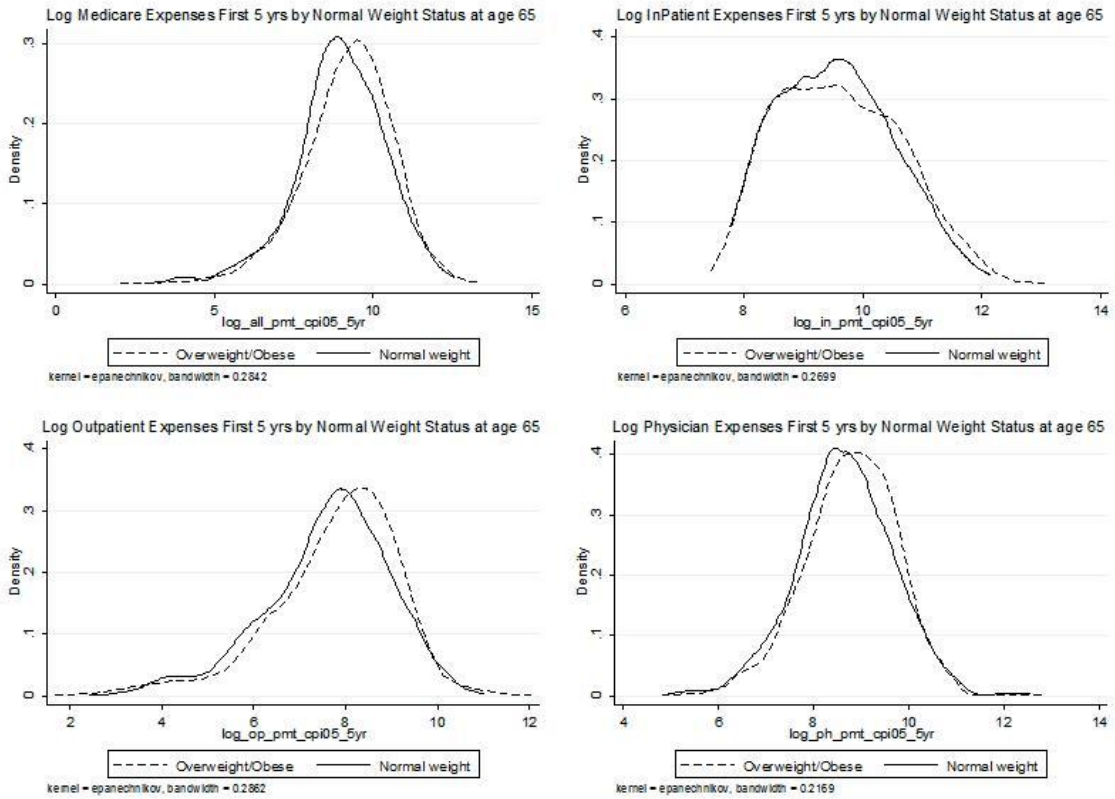 Log Medicare Expenses First 5 yrs by Normal Weight Status at age 65
Density
.3
.2
.1
0
0 5 10 15
log_all_pmt_cpi05_5yr
Overweight/Obese Normal weight
kernel = epanechnikov, bandwidth = 0.2842
Log InPatient Expenses First 5 yrs by Normal Weight Status at age 65
Density
.4
.3
.2
.1
0
6 8 10 12 14
log_in_pmt_cpi05_5yr
Overweight/Obese Normal weight
kernel = epanechnikov, bandwidth = 0.2699
Log Outpatient Expenses First 5 yrs by Normal Weight Status at age 65
Density
.4
.3
.2
.1
0
2 4 6 8 10 12
log_op_pmt_cpi05_5yr
Overweight/Obese Normal weight
kernel = epanechnikov, bandwidth = 0.2862
Log Physician Expenses First 5 yrs by Normal Weight Status at age 65
Density
.4
.3
.2
.1
0
4 6 8 10 12 14
log_ph_pmt_cpi05_5yr
Overweight/Obese Normal weight
kernel = epanechnikov, bandwidth = 0.2169